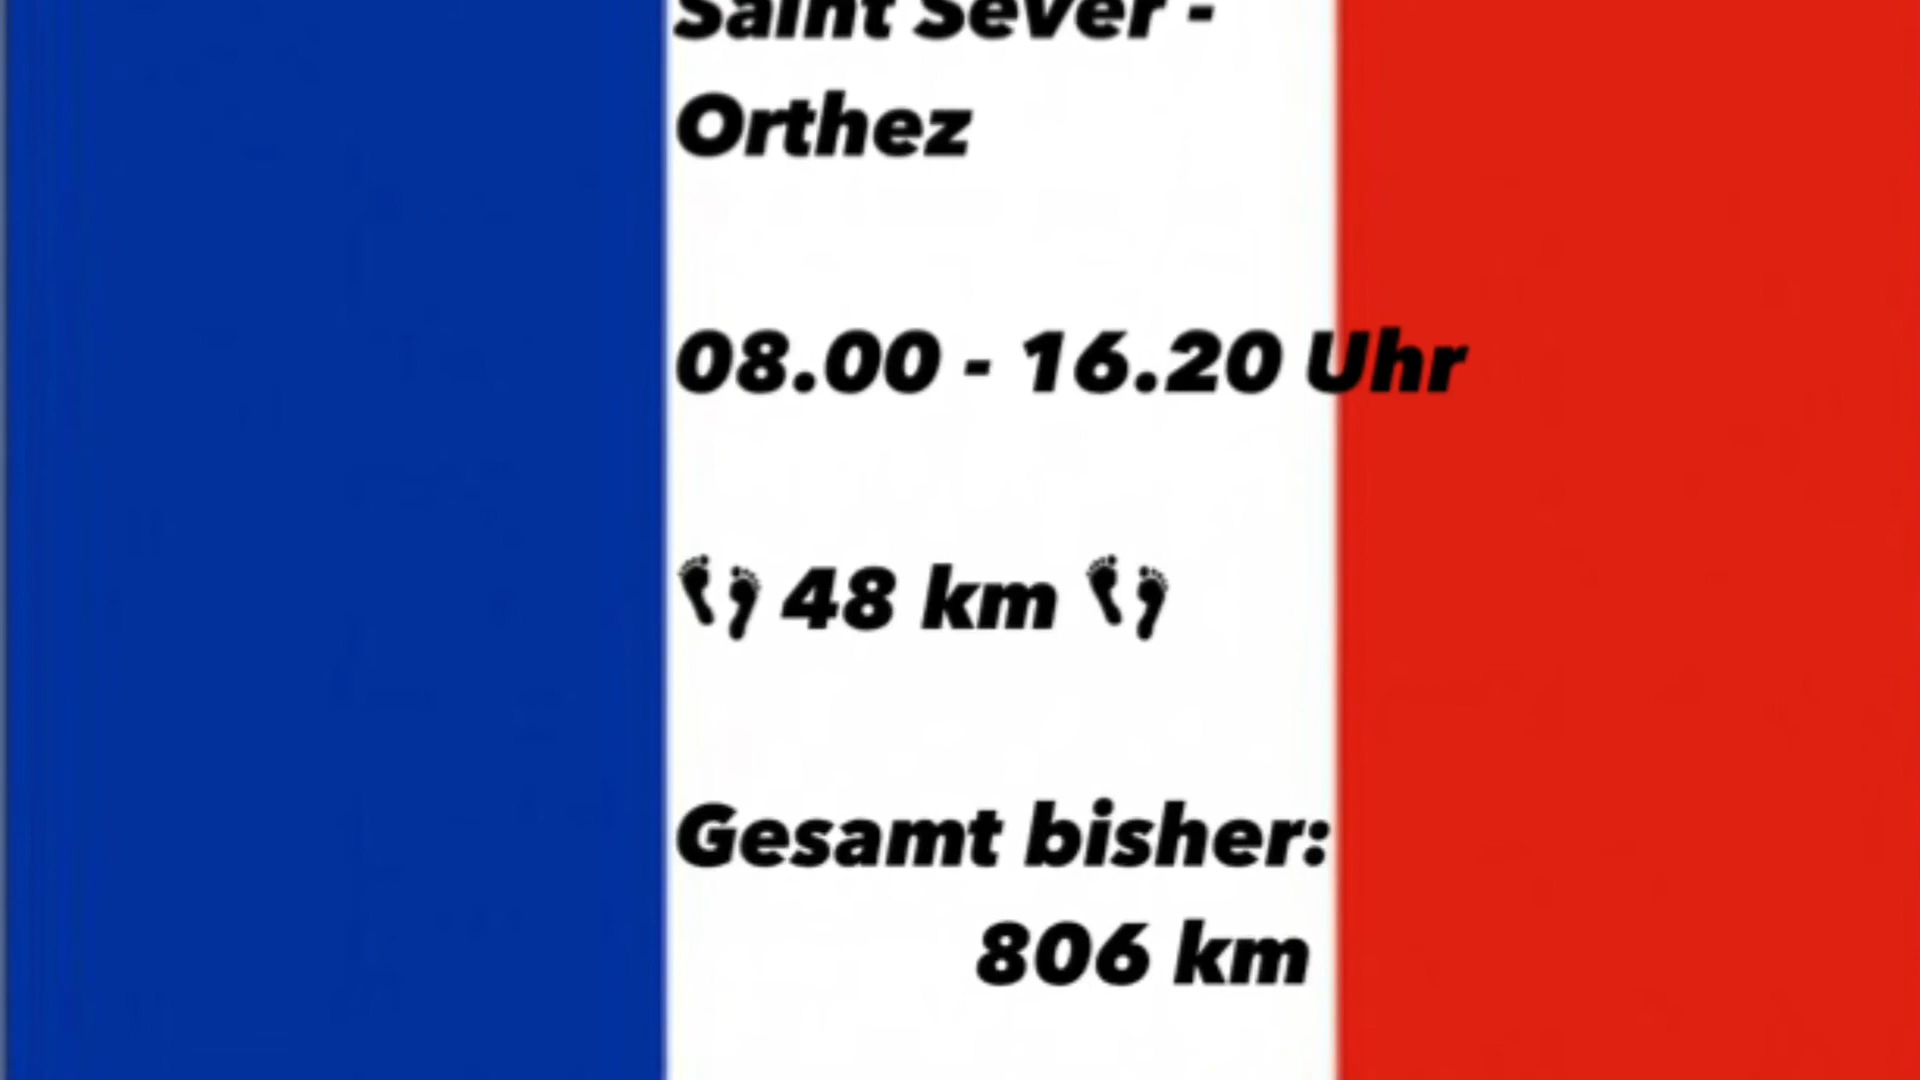 Saint Sever -
Orthez
08.00 - 16.20 Uhr
👣 48 km 👣
Gesamt bisher:
806 km